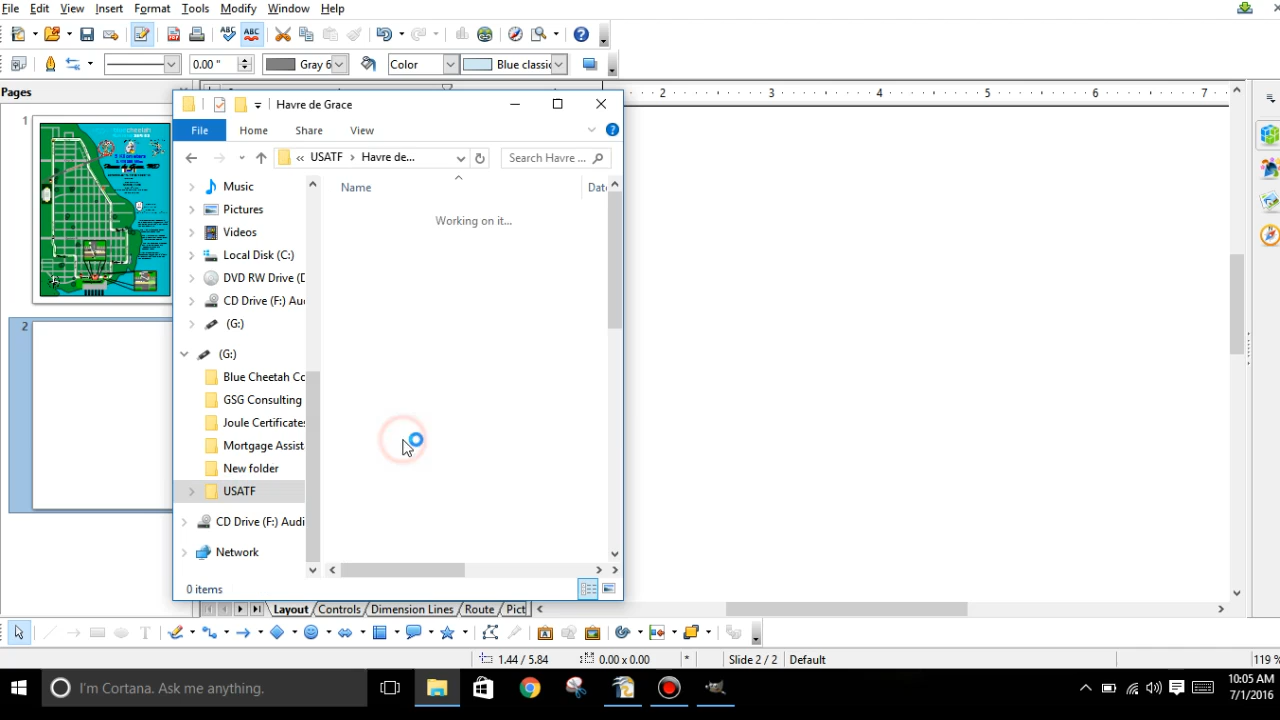 File Edit View Insert Format Tools Modify Window Help
0.00 " Gray 6 Color Blue classic
Pages
Havre de Grace
2 3 4 5 6 7
File Home Share View
« USATF > Havre de... Search Havre ...
Name Date
Working on it...
Music
Pictures
Videos
Local Disk (C:)
DVD RW Drive (D
CD Drive (F:) Au
(G:)
(G:)
Blue Cheetah Co
GSG Consulting
Joule Certificates
Mortgage Assist
New folder
USATF
CD Drive (F:) Audi
Network
0 items
1
2
Layout Controls Dimension Lines Route Pict
1.44 / 5.84 0.00 x 0.00 * Slide 2 / 2 Default 119 %
I'm Cortana. Ask me anything.
10:05 AM
7/1/2016